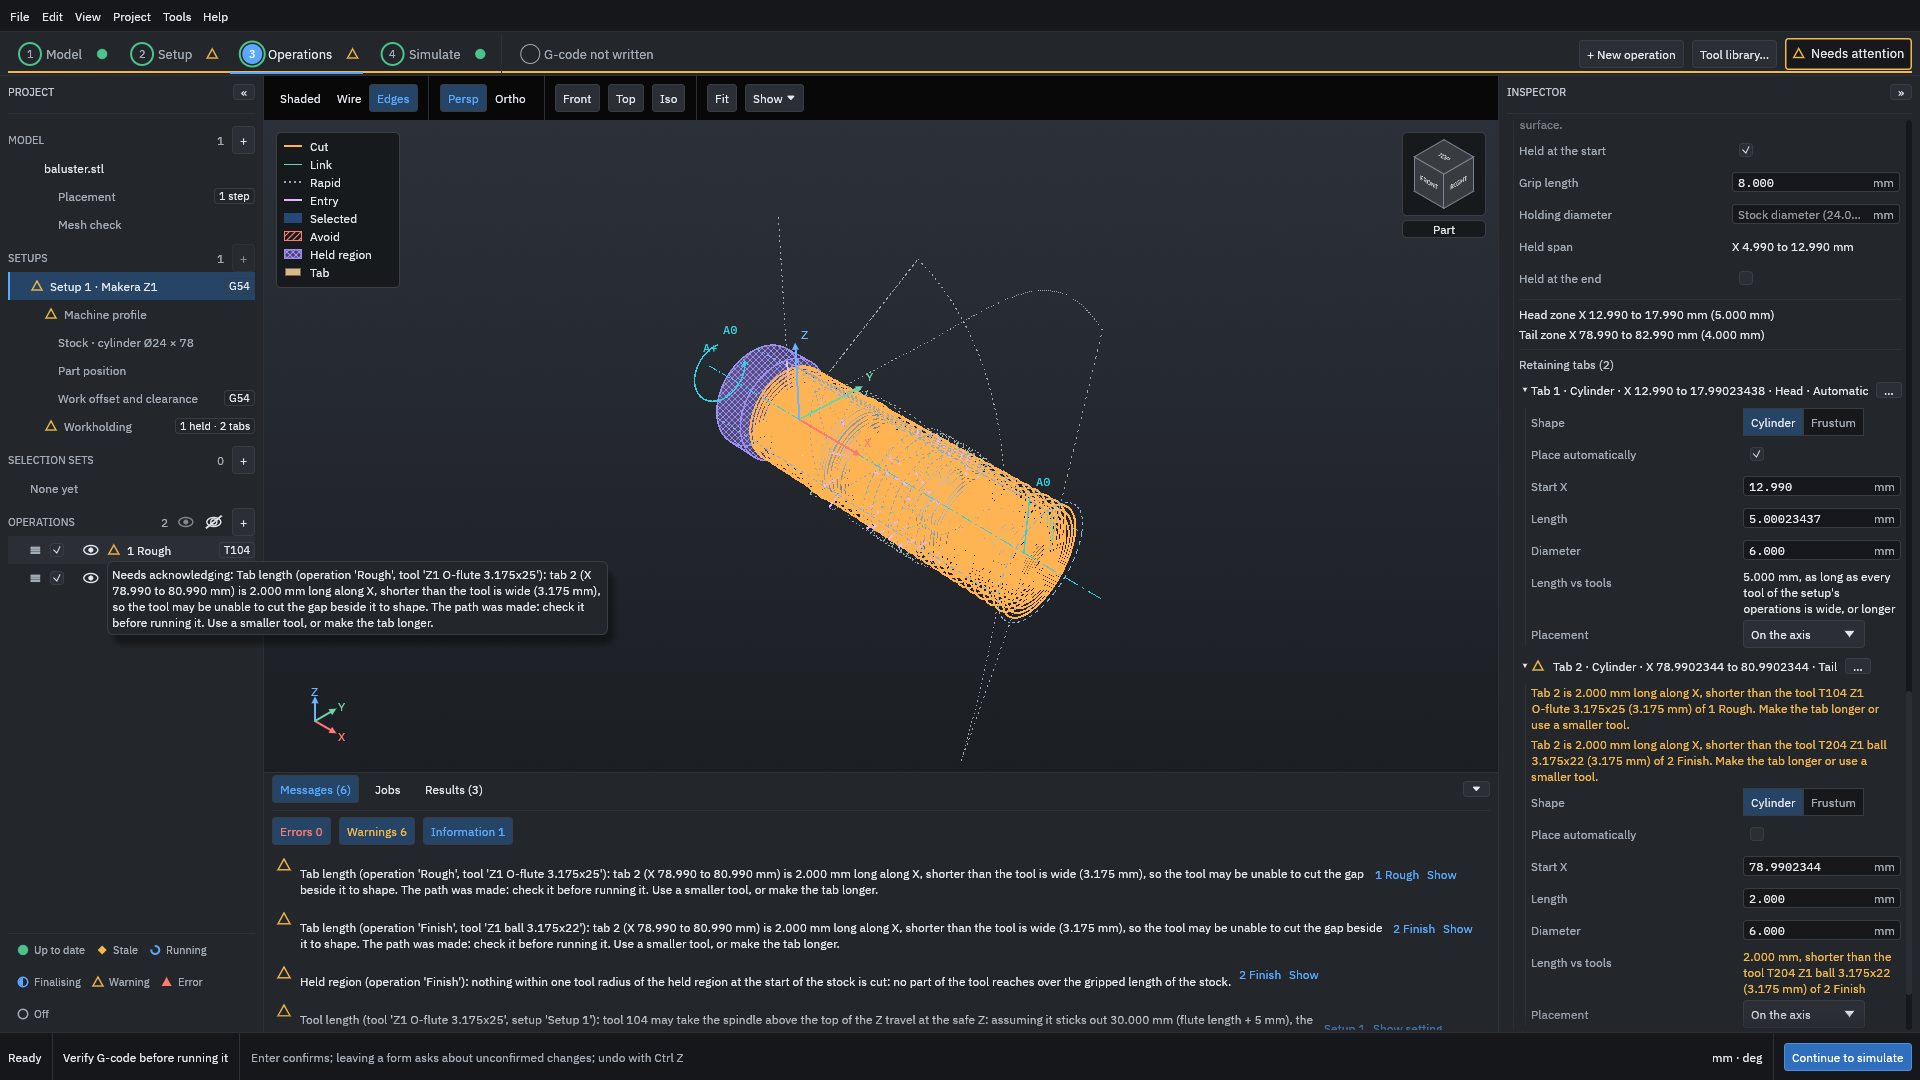 File Edit View Project Tools Help
1 Model 2 Setup 3 Operations 4 Simulate G-code not written
+ New operation Tool library... Needs attention
PROJECT «
MODEL 1 +
baluster.stl
Placement 1 step
Mesh check
SETUPS 1 +
Setup 1 · Makera Z1 G54
Machine profile
Stock · cylinder Ø24 × 78
Part position
Work offset and clearance G54
Workholding 1 held · 2 tabs
SELECTION SETS 0 +
None yet
OPERATIONS 2 +
1 Rough T104
Needs acknowledging: Tab length (operation 'Rough', tool 'Z1 O-flute 3.175x25'): tab 2 (X
78.990 to 80.990 mm) is 2.000 mm long along X, shorter than the tool is wide (3.175 mm),
so the tool may be unable to cut the gap beside it to shape. The path was made: check it
before running it. Use a smaller tool, or make the tab longer.
Up to date Stale Running
Finalising Warning Error
Off
Shaded Wire Edges Persp Ortho Front Top Iso Fit Show
Cut
Link
Rapid
Entry
Selected
Avoid
Held region
Tab
TOP
FRONT RIGHT
Part
A0
A+
Z
Y
X
A0
Z
Y
X
Messages (6) Jobs Results (3)
Errors 0 Warnings 6 Information 1
Tab length (operation 'Rough', tool 'Z1 O-flute 3.175x25'): tab 2 (X 78.990 to 80.990 mm) is 2.000 mm long along X, shorter than the tool is wide (3.175 mm), so the tool may be unable to cut the gap 1 Rough Show
beside it to shape. The path was made: check it before running it. Use a smaller tool, or make the tab longer.
Tab length (operation 'Finish', tool 'Z1 ball 3.175x22'): tab 2 (X 78.990 to 80.990 mm) is 2.000 mm long along X, shorter than the tool is wide (3.175 mm), so the tool may be unable to cut the gap beside 2 Finish Show
it to shape. The path was made: check it before running it. Use a smaller tool, or make the tab longer.
Held region (operation 'Finish'): nothing within one tool radius of the held region at the start of the stock is cut: no part of the tool reaches over the gripped length of the stock. 2 Finish Show
Tool length (tool 'Z1 O-flute 3.175x25', setup 'Setup 1'): tool 104 may take the spindle above the top of the Z travel at the safe Z: assuming it sticks out 30.000 mm (flute length + 5 mm), the
Setup 1 Show setting
INSPECTOR »
surface.
Held at the start
Grip length 8.000 mm
Holding diameter Stock diameter (24.0... mm
Held span X 4.990 to 12.990 mm
Held at the end
Head zone X 12.990 to 17.990 mm (5.000 mm)
Tail zone X 78.990 to 82.990 mm (4.000 mm)
Retaining tabs (2)
Tab 1 · Cylinder · X 12.990 to 17.99023438 · Head · Automatic ...
Shape Cylinder Frustum
Place automatically
Start X 12.990 mm
Length 5.00023437 mm
Diameter 6.000 mm
Length vs tools 5.000 mm, as long as every
tool of the setup's
operations is wide, or longer
Placement On the axis
Tab 2 · Cylinder · X 78.9902344 to 80.9902344 · Tail ...
Tab 2 is 2.000 mm long along X, shorter than the tool T104 Z1
O-flute 3.175x25 (3.175 mm) of 1 Rough. Make the tab longer or
use a smaller tool.
Tab 2 is 2.000 mm long along X, shorter than the tool T204 Z1 ball
3.175x22 (3.175 mm) of 2 Finish. Make the tab longer or use a
smaller tool.
Shape Cylinder Frustum
Place automatically
Start X 78.9902344 mm
Length 2.000 mm
Diameter 6.000 mm
Length vs tools 2.000 mm, shorter than the
tool T204 Z1 ball 3.175x22
(3.175 mm) of 2 Finish
Placement On the axis
Ready Verify G-code before running it Enter confirms; leaving a form asks about unconfirmed changes; undo with Ctrl Z mm · deg Continue to simulate